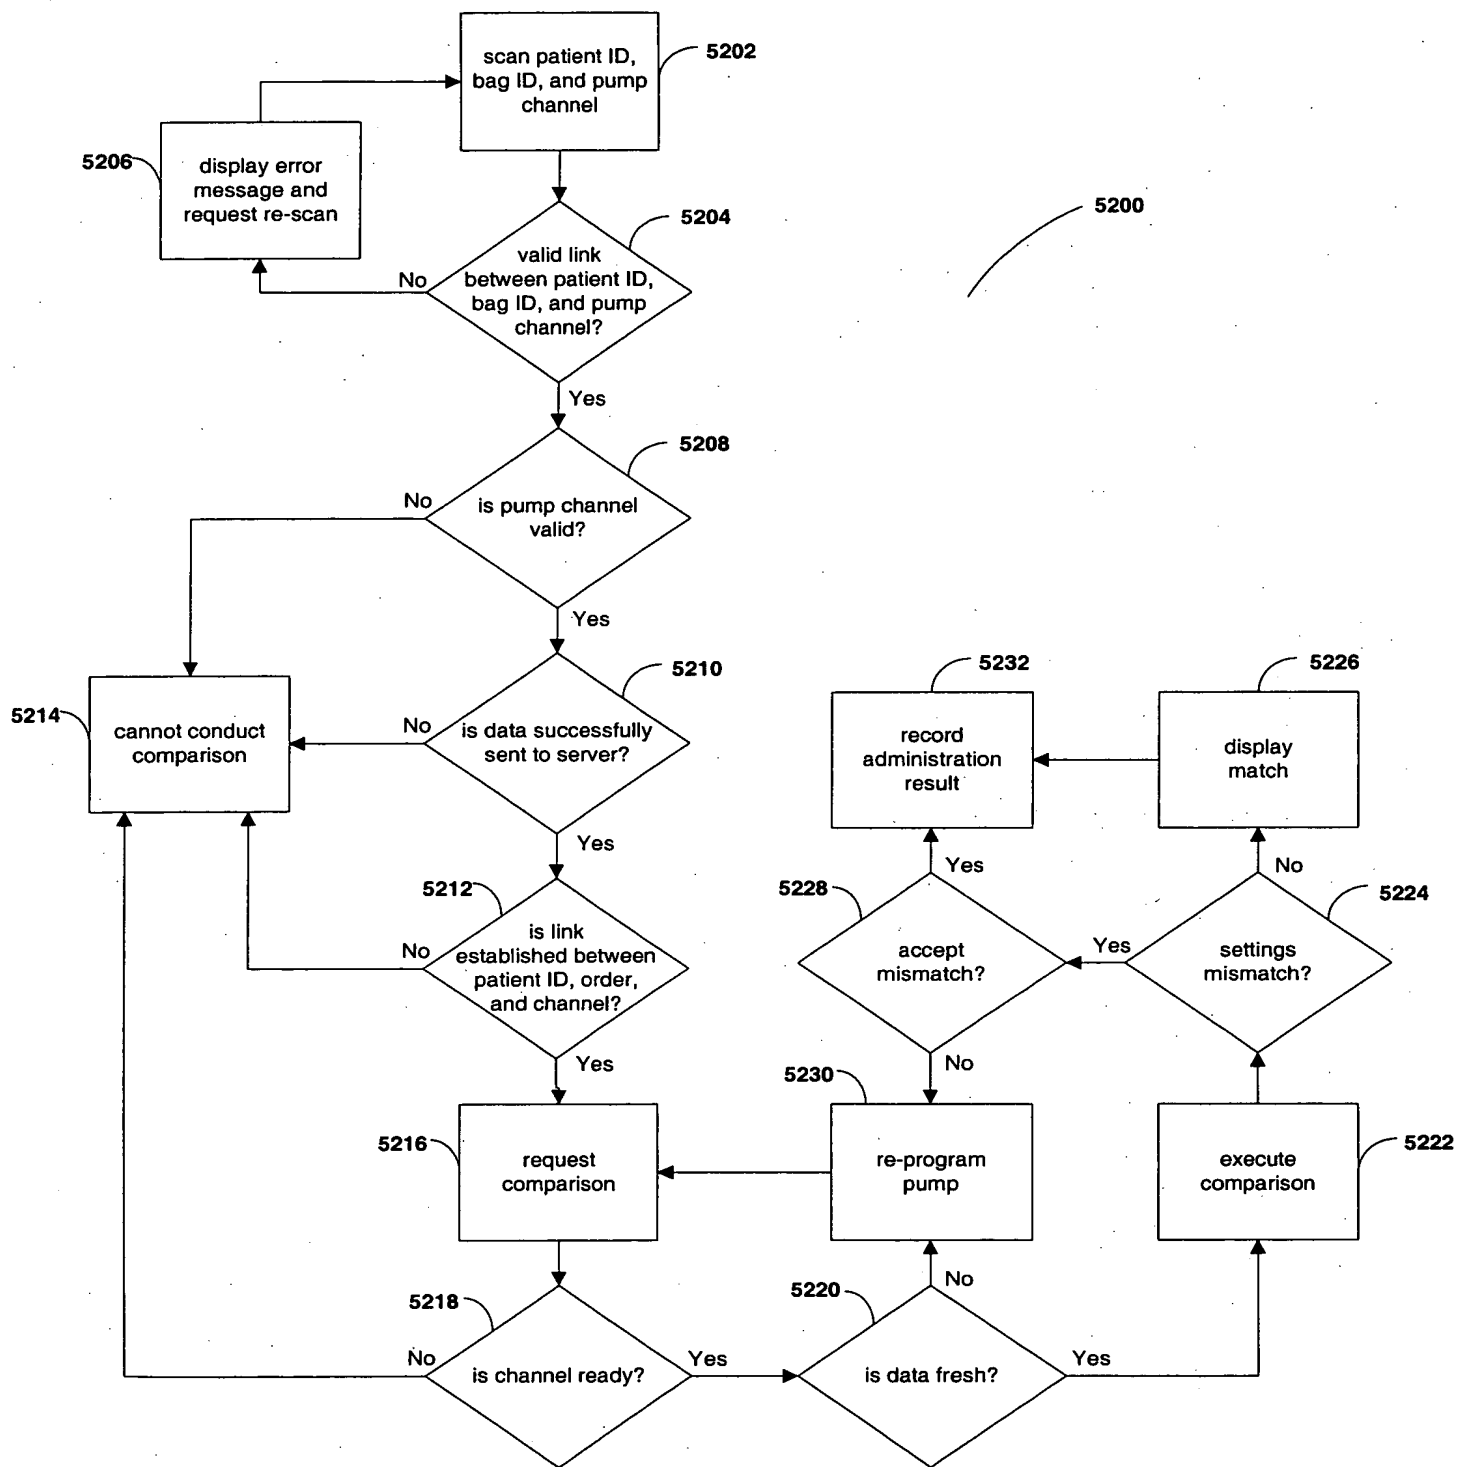 scan patient ID,
bag ID, and pump
channel
5202
display error
message and
request re-scan
5206
valid link
between patient ID,
bag ID, and pump
channel?
5204
5200
No
Yes
is pump channel
valid?
5208
No
Yes
is data successfully
sent to server?
5210
No
Yes
cannot conduct
comparison
5214
is link
established between
patient ID, order,
and channel?
5212
No
Yes
record
administration
result
5232
display
match
5226
Yes
No
accept
mismatch?
5228
Yes
settings
mismatch?
5224
No
request
comparison
5216
re-program
pump
5230
execute
comparison
5222
No
is channel ready?
5218
No
Yes
is data fresh?
5220
Yes